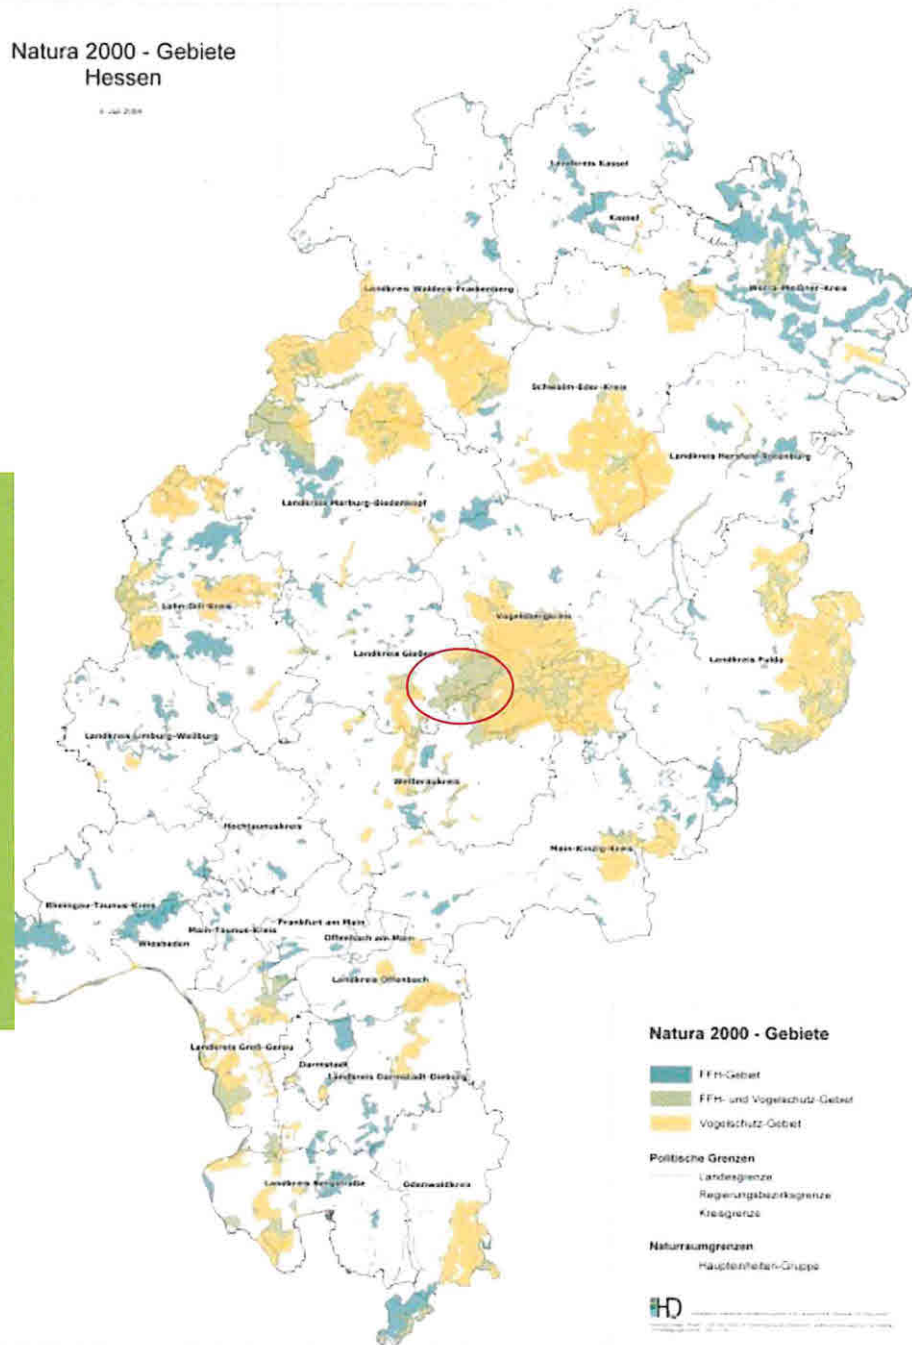 Natura 2000 - Gebiete
Hessen
Landkreis Kassel
Kassel
Werra-Meißner-Kreis
Landkreis Waldeck-Frankenberg
Schwalm-Eder-Kreis
Landkreis Hersfeld-Rotenburg
Landkreis Marburg-Biedenkopf
Lahn-Dill-Kreis
Vogelsbergkreis
Landkreis Gießen
Landkreis Fulda
Landkreis Limburg-Weilburg
Wetteraukreis
Hochtaunuskreis
Main-Kinzig-Kreis
Rheingau-Taunus-Kreis
Frankfurt am Main
Main-Taunus-Kreis
Offenbach am Main
Wiesbaden
Landkreis Offenbach
Landkreis Groß-Gerau
Darmstadt
Landkreis Darmstadt-Dieburg
Landkreis Bergstraße
Odenwaldkreis
Natura 2000 - Gebiete
FFH-Gebiet
FFH- und Vogelschutz-Gebiet
Vogelschutz-Gebiet
Politische Grenzen
Landesgrenze
Regierungsbezirksgrenze
Kreisgrenze
Naturraumgrenzen
Haupteinheiten-Gruppe
HD